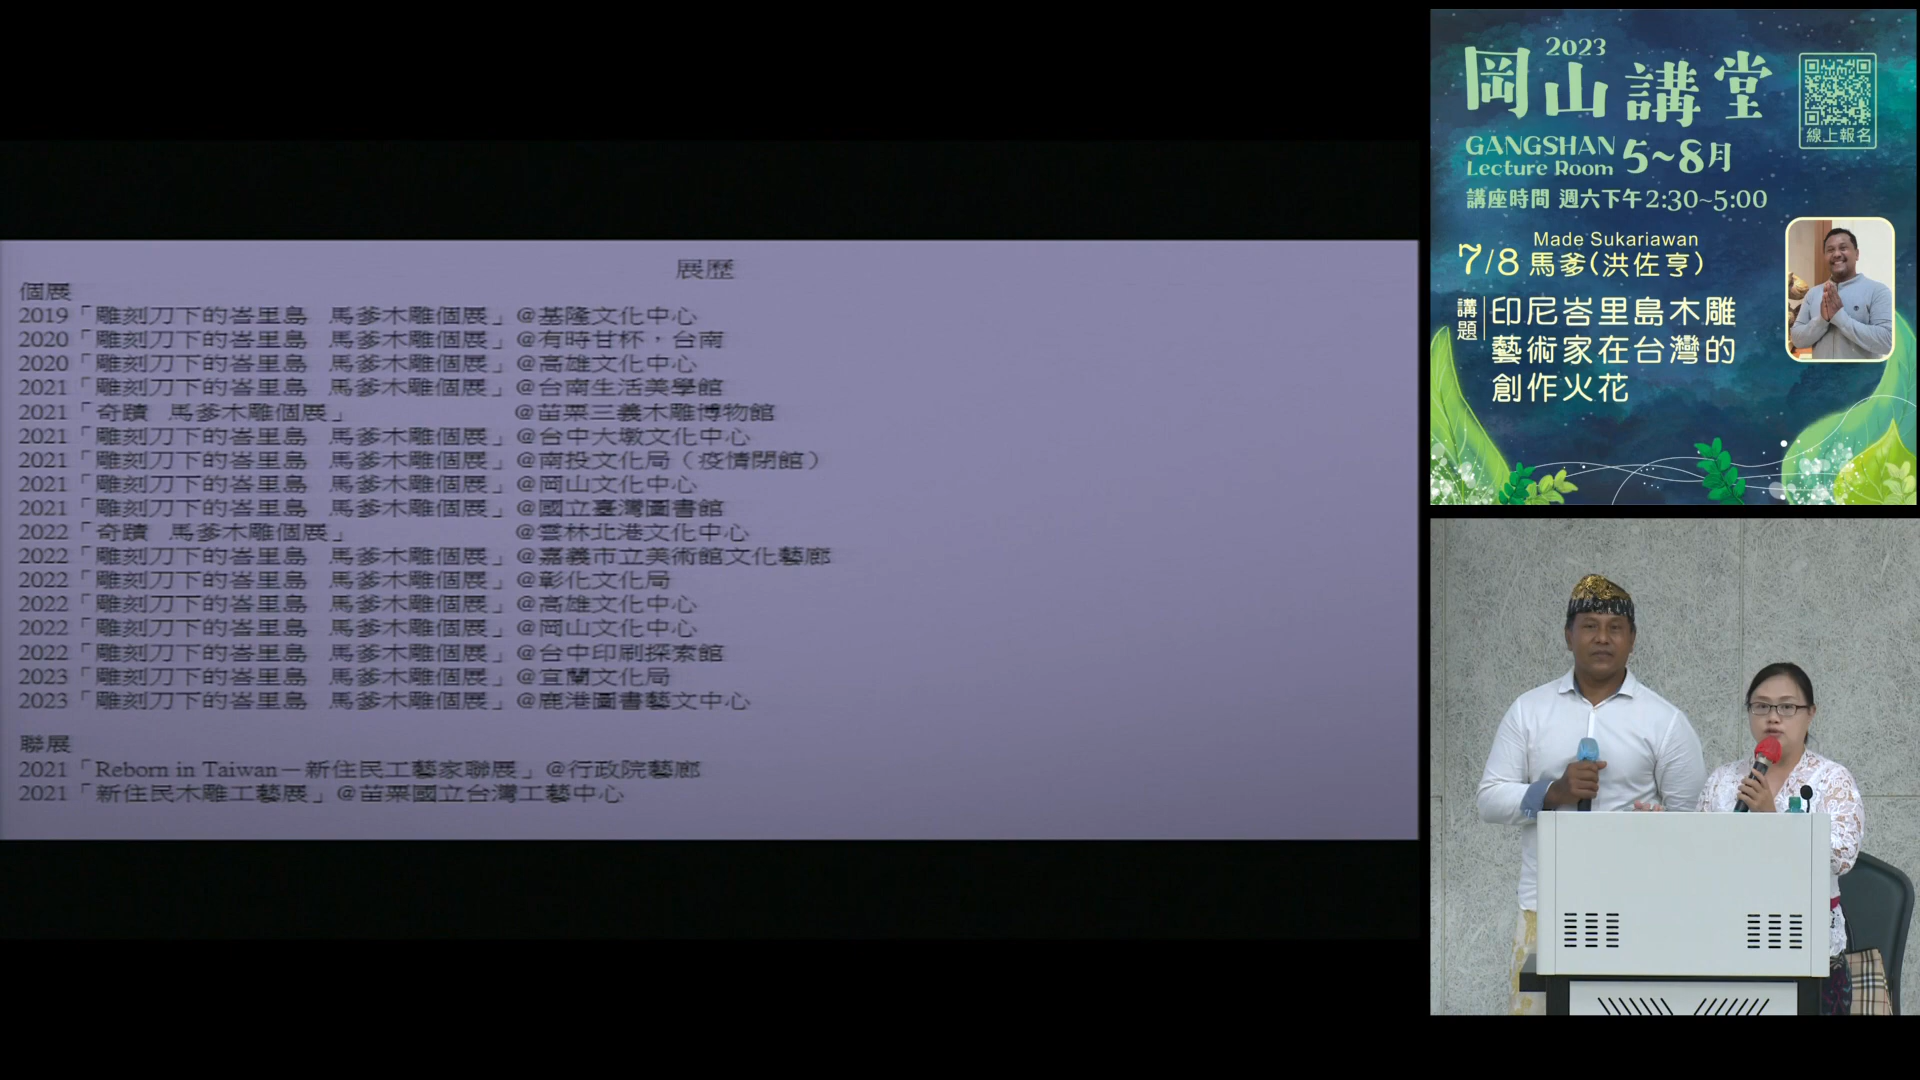 展歷
個展
2019「雕刻刀下的峇里島 馬爹木雕個展」@基隆文化中心
2020「雕刻刀下的峇里島 馬爹木雕個展」@有時甘杯，台南
2020「雕刻刀下的峇里島 馬爹木雕個展」@高雄文化中心
2021「雕刻刀下的峇里島 馬爹木雕個展」@台南生活美學館
2021「奇蹟 馬爹木雕個展」 @苗栗三義木雕博物館
2021「雕刻刀下的峇里島 馬爹木雕個展」@台中大墩文化中心
2021「雕刻刀下的峇里島 馬爹木雕個展」@南投文化局（疫情閉館）
2021「雕刻刀下的峇里島 馬爹木雕個展」@岡山文化中心
2021「雕刻刀下的峇里島 馬爹木雕個展」@國立臺灣圖書館
2022「奇蹟 馬爹木雕個展」 @雲林北港文化中心
2022「雕刻刀下的峇里島 馬爹木雕個展」@嘉義市立美術館文化藝廊
2022「雕刻刀下的峇里島 馬爹木雕個展」@彰化文化局
2022「雕刻刀下的峇里島 馬爹木雕個展」@高雄文化中心
2022「雕刻刀下的峇里島 馬爹木雕個展」@岡山文化中心
2022「雕刻刀下的峇里島 馬爹木雕個展」@台中印刷探索館
2023「雕刻刀下的峇里島 馬爹木雕個展」@宜蘭文化局
2023「雕刻刀下的峇里島 馬爹木雕個展」@鹿港圖書藝文中心
聯展
2021「Reborn in Taiwan－新住民工藝家聯展」@行政院藝廊
2021「新住民木雕工藝展」@苗栗國立台灣工藝中心
2023
岡山講堂
線上報名
GANGSHAN
Lecture Room
5~8月
講座時間 週六下午2:30~5:00
Made Sukariawan
7/8 馬爹(洪佐亨)
講題
印尼峇里島木雕
藝術家在台灣的
創作火花